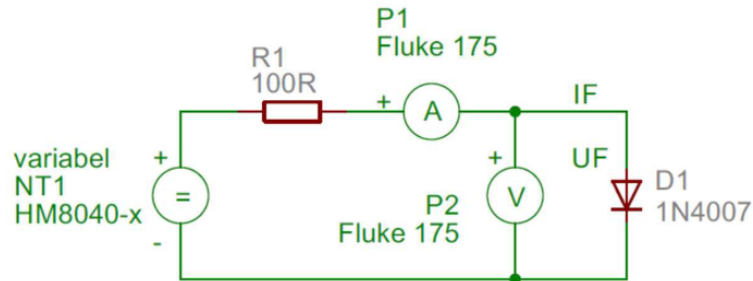 P1
Fluke 175
R1
100R
+
A
IF
variabel
NT1
HM8040-x
+
=
-
+
V
P2
Fluke 175
UF
D1
1N4007